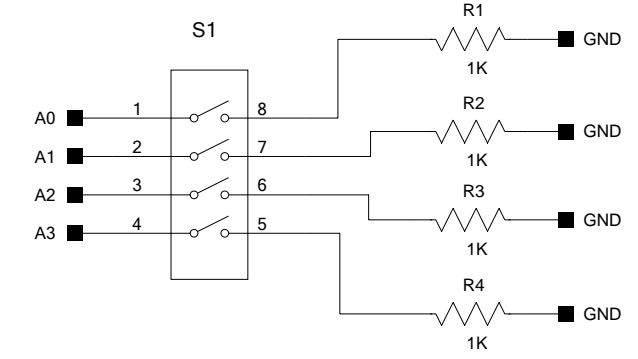 R1
S1
GND
1K
R2
A0 1 8
GND
A1 2 7
1K
A2 3 6
R3
GND
A3 4 5
1K
R4
GND
1K